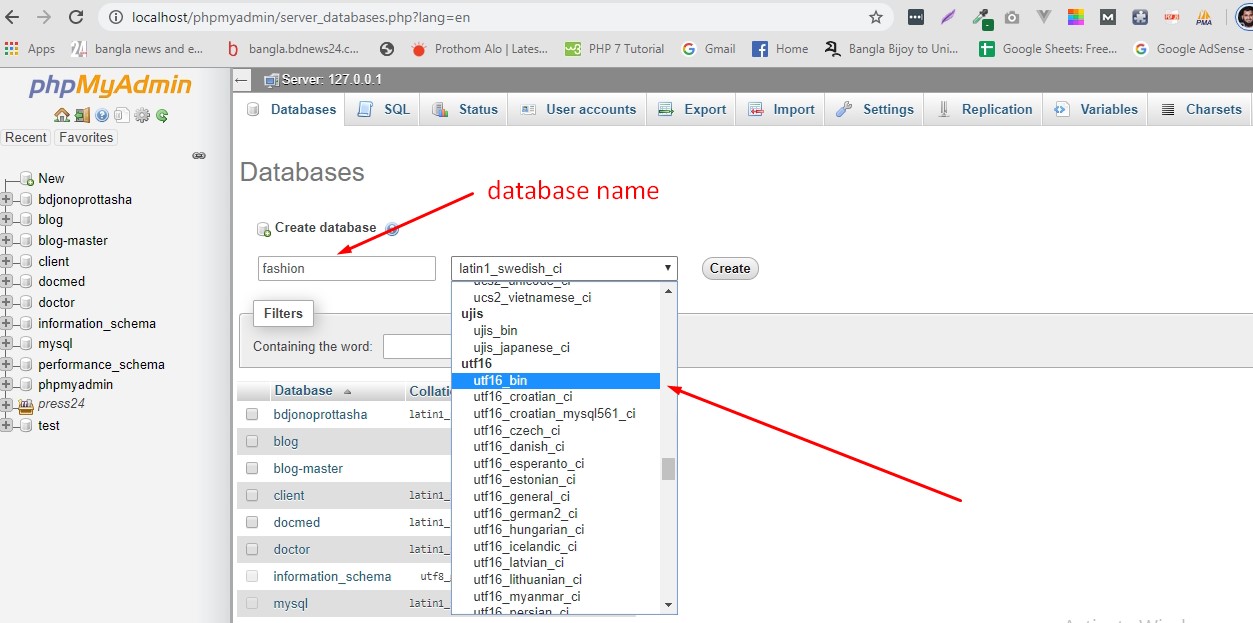 localhost/phpmyadmin/server_databases.php?lang=en
Apps
bangla news and e...
bangla.bdnews24.c...
Prothom Alo | Lates...
PHP 7 Tutorial
Gmail
Home
Bangla Bijoy to Uni...
Google Sheets: Free...
Google AdSense -
phpMyAdmin
Recent
Favorites
New
bdjonoprottasha
blog
blog-master
client
docmed
doctor
information_schema
mysql
performance_schema
phpmyadmin
press24
test
Server: 127.0.0.1
Databases
SQL
Status
User accounts
Export
Import
Settings
Replication
Variables
Charsets
Databases
database name
Create database
fashion
latin1_swedish_ci
Create
ucs2_unicode_ci
ucs2_vietnamese_ci
ujis
ujis_bin
ujis_japanese_ci
utf16
utf16_bin
utf16_croatian_ci
utf16_croatian_mysql561_ci
utf16_czech_ci
utf16_danish_ci
utf16_esperanto_ci
utf16_estonian_ci
utf16_general_ci
utf16_german2_ci
utf16_hungarian_ci
utf16_icelandic_ci
utf16_latvian_ci
utf16_lithuanian_ci
utf16_myanmar_ci
utf16_persian_ci
Filters
Containing the word:
Database Collati
bdjonoprottasha latin1_
blog
blog-master
client latin1_
docmed latin1_
doctor latin1_
information_schema utf8_
mysql latin1_